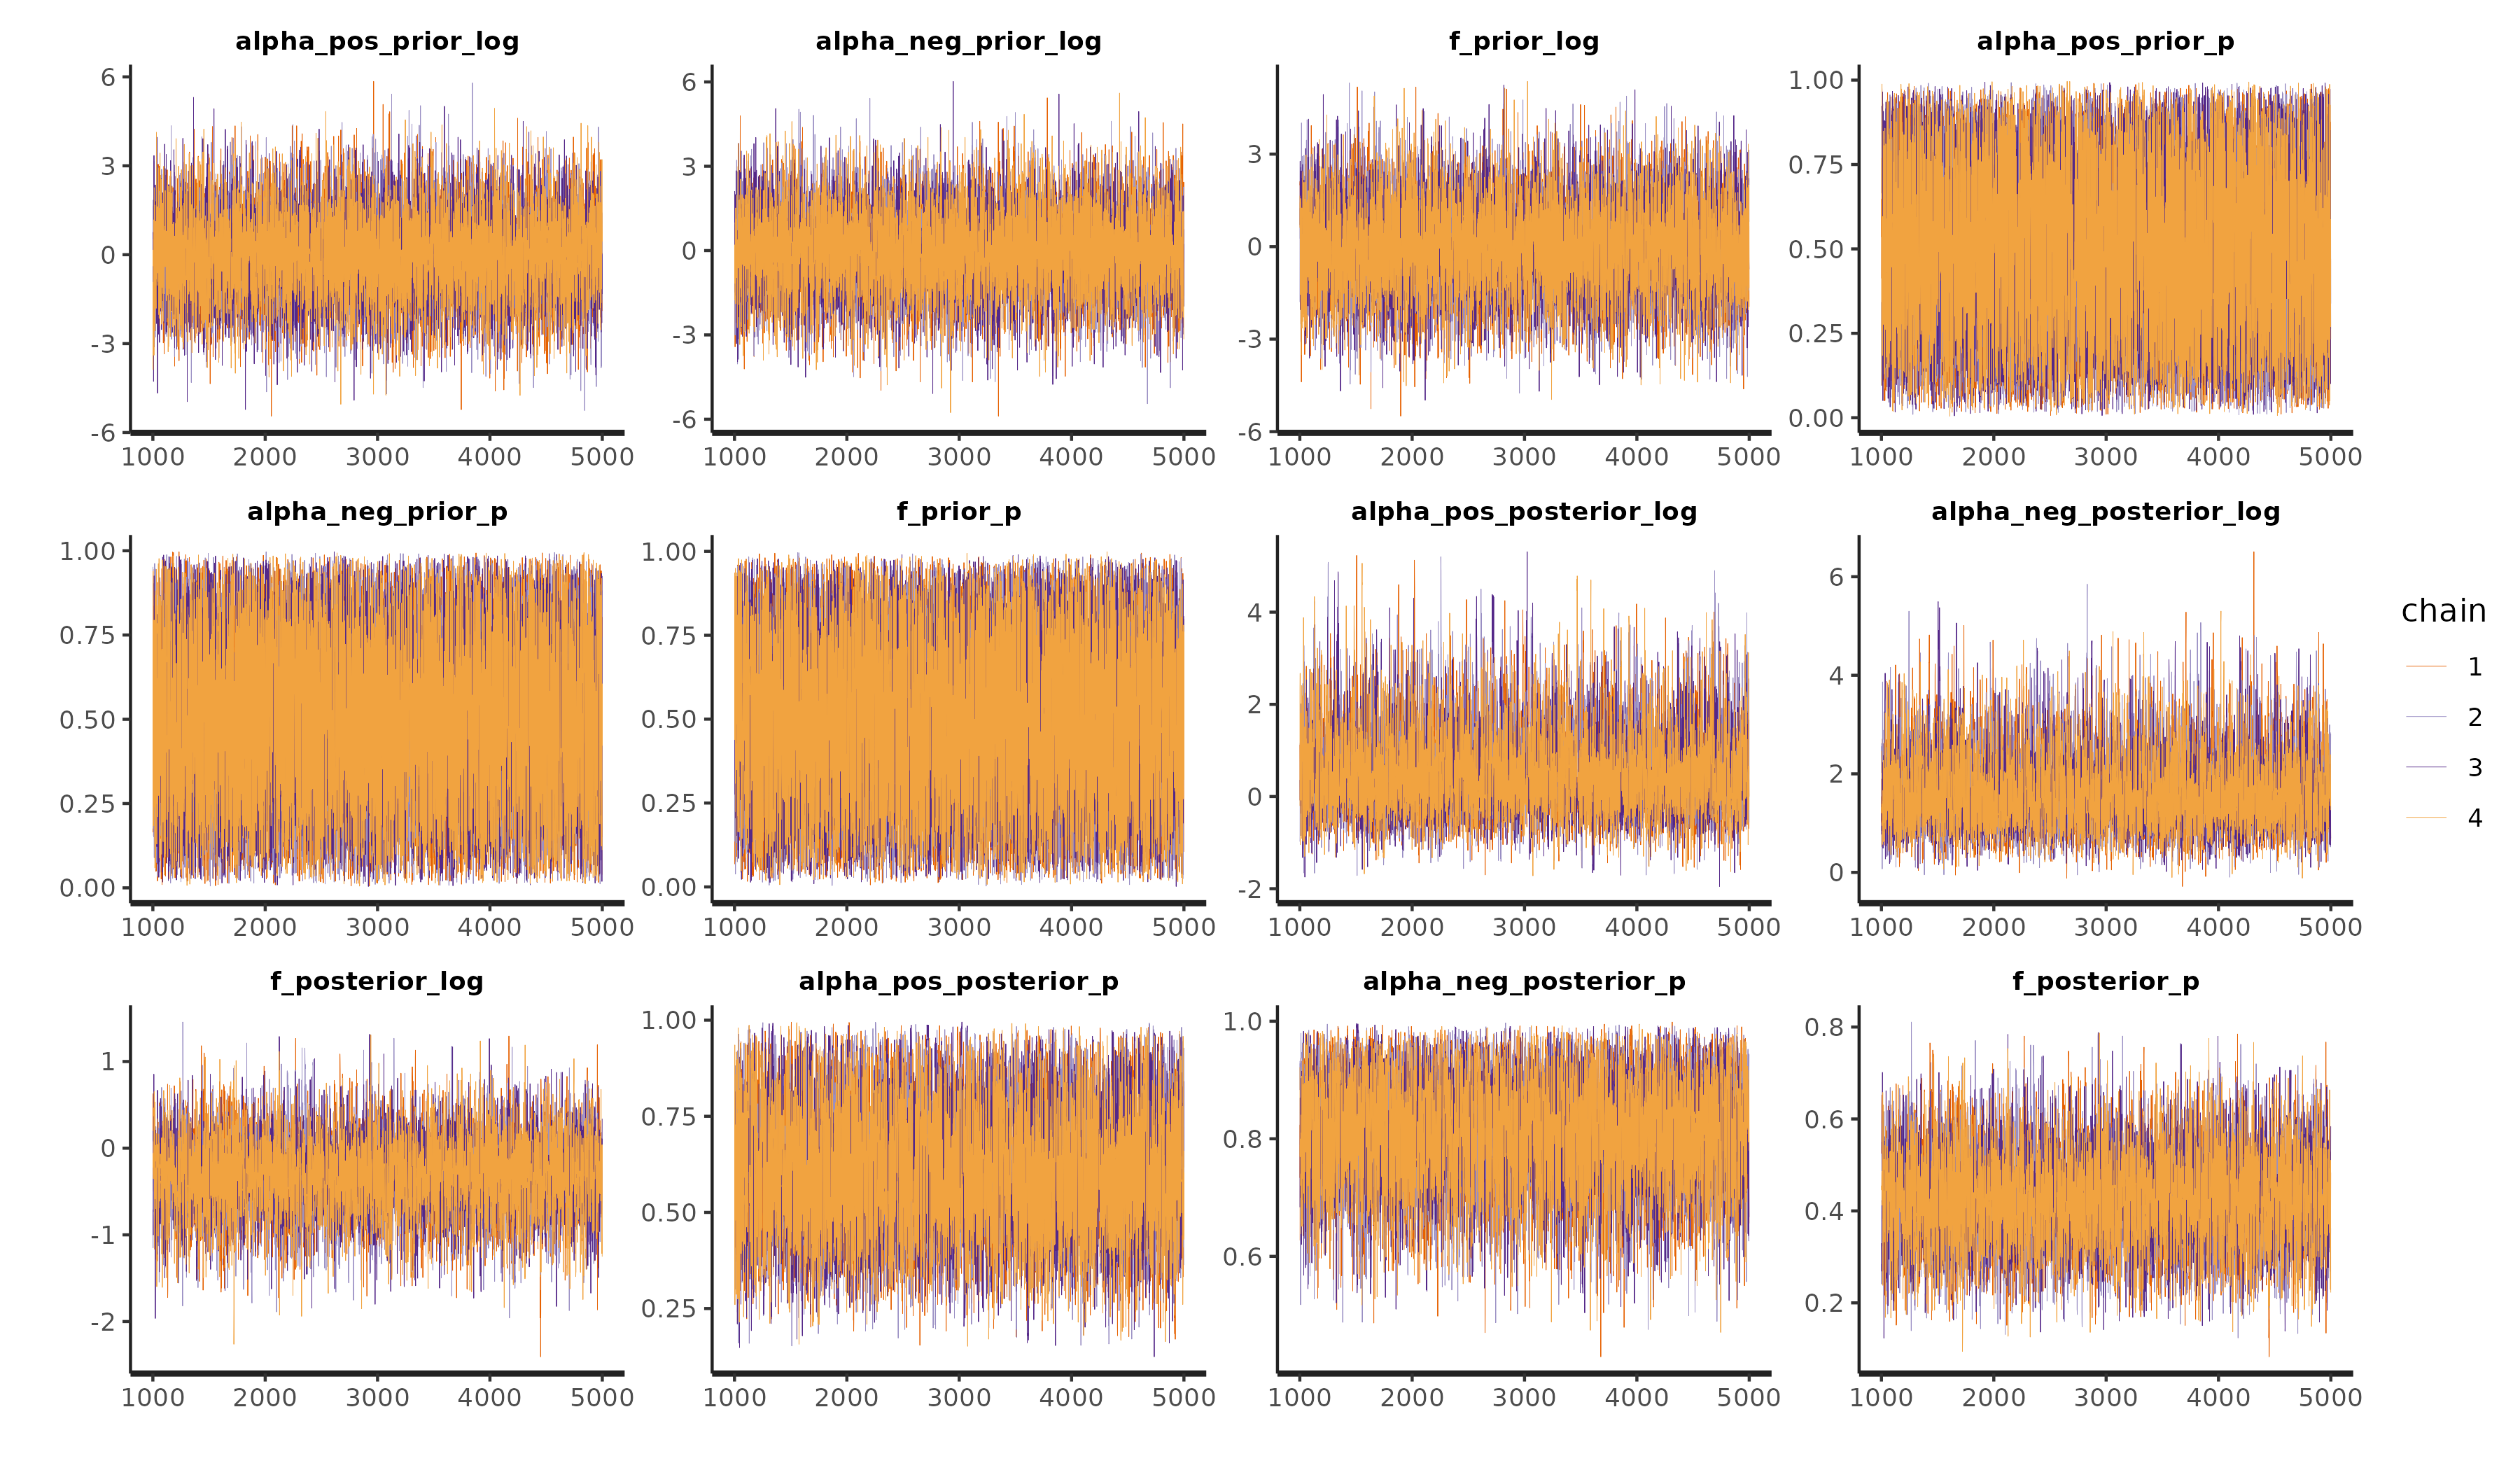 alpha_pos_prior_log
6
3
0
-3
-6
1000 2000 3000 4000 5000
alpha_neg_prior_log
6
3
0
-3
-6
1000 2000 3000 4000 5000
f_prior_log
3
0
-3
-6
1000 2000 3000 4000 5000
alpha_pos_prior_p
1.00
0.75
0.50
0.25
0.00
1000 2000 3000 4000 5000
alpha_neg_prior_p
1.00
0.75
0.50
0.25
0.00
1000 2000 3000 4000 5000
f_prior_p
1.00
0.75
0.50
0.25
0.00
1000 2000 3000 4000 5000
alpha_pos_posterior_log
4
2
0
-2
1000 2000 3000 4000 5000
alpha_neg_posterior_log
6
4
2
0
1000 2000 3000 4000 5000
f_posterior_log
1
0
-1
-2
1000 2000 3000 4000 5000
alpha_pos_posterior_p
1.00
0.75
0.50
0.25
1000 2000 3000 4000 5000
alpha_neg_posterior_p
1.0
0.8
0.6
1000 2000 3000 4000 5000
f_posterior_p
0.8
0.6
0.4
0.2
1000 2000 3000 4000 5000
chain
1
2
3
4